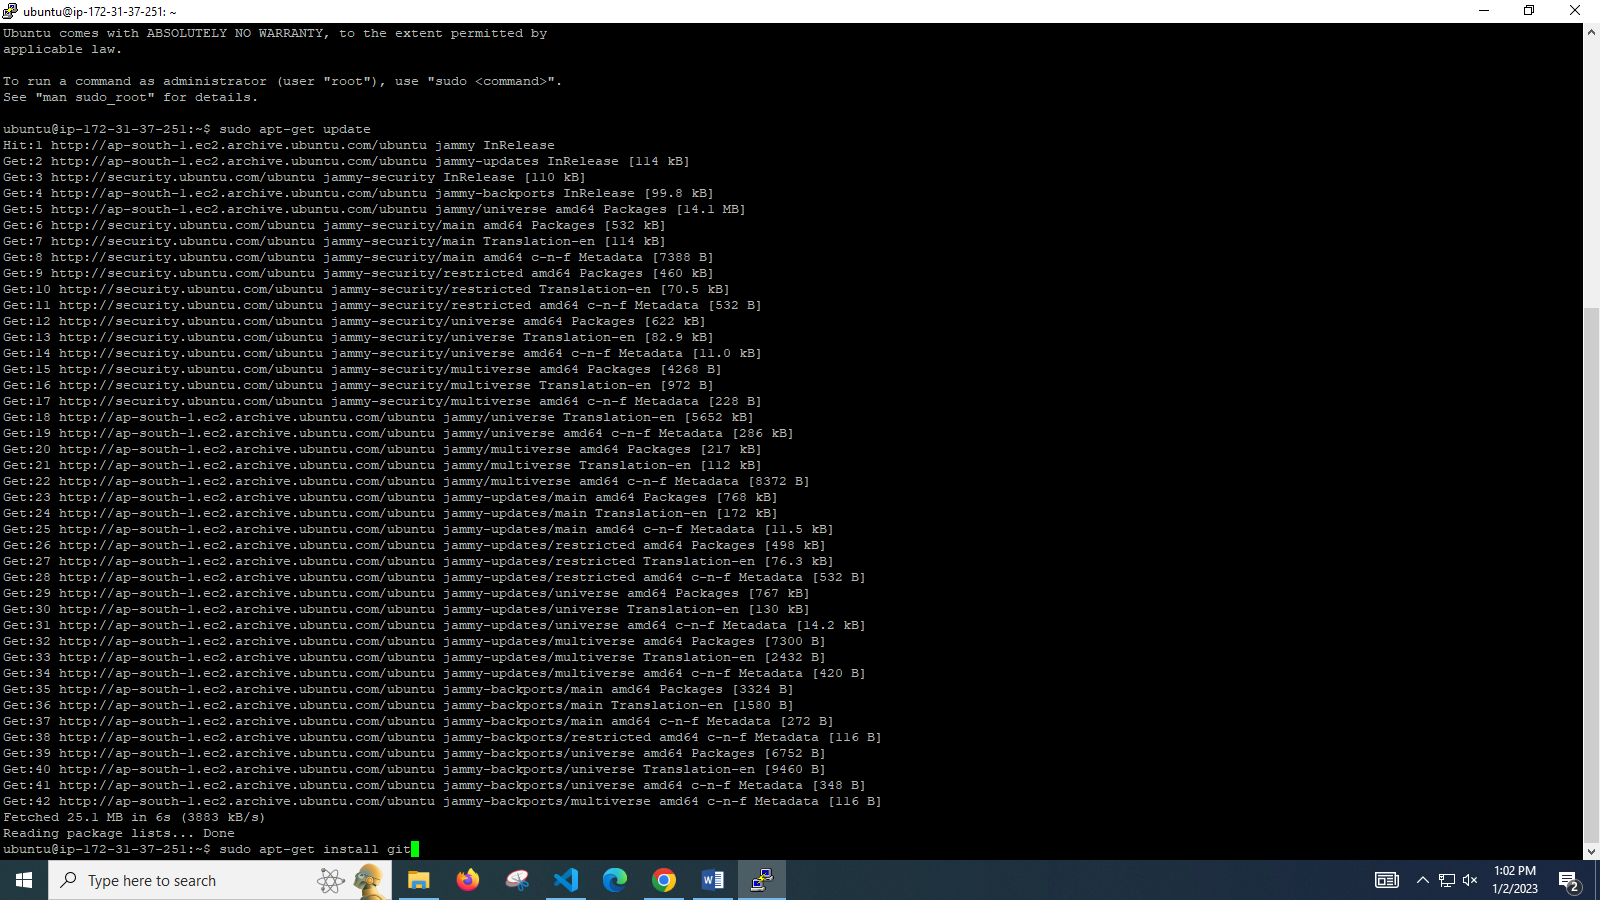 ubuntu@ip-172-31-37-251: ~
Ubuntu comes with ABSOLUTELY NO WARRANTY, to the extent permitted by
applicable law.
To run a command as administrator (user "root"), use "sudo <command>".
See "man sudo_root" for details.
ubuntu@ip-172-31-37-251:~$ sudo apt-get update
Hit:1 http://ap-south-1.ec2.archive.ubuntu.com/ubuntu jammy InRelease
Get:2 http://ap-south-1.ec2.archive.ubuntu.com/ubuntu jammy-updates InRelease [114 kB]
Get:3 http://security.ubuntu.com/ubuntu jammy-security InRelease [110 kB]
Get:4 http://ap-south-1.ec2.archive.ubuntu.com/ubuntu jammy-backports InRelease [99.8 kB]
Get:5 http://ap-south-1.ec2.archive.ubuntu.com/ubuntu jammy/universe amd64 Packages [14.1 MB]
Get:6 http://security.ubuntu.com/ubuntu jammy-security/main amd64 Packages [532 kB]
Get:7 http://security.ubuntu.com/ubuntu jammy-security/main Translation-en [114 kB]
Get:8 http://security.ubuntu.com/ubuntu jammy-security/main amd64 c-n-f Metadata [7388 B]
Get:9 http://security.ubuntu.com/ubuntu jammy-security/restricted amd64 Packages [460 kB]
Get:10 http://security.ubuntu.com/ubuntu jammy-security/restricted Translation-en [70.5 kB]
Get:11 http://security.ubuntu.com/ubuntu jammy-security/restricted amd64 c-n-f Metadata [532 B]
Get:12 http://security.ubuntu.com/ubuntu jammy-security/universe amd64 Packages [622 kB]
Get:13 http://security.ubuntu.com/ubuntu jammy-security/universe Translation-en [82.9 kB]
Get:14 http://security.ubuntu.com/ubuntu jammy-security/universe amd64 c-n-f Metadata [11.0 kB]
Get:15 http://security.ubuntu.com/ubuntu jammy-security/multiverse amd64 Packages [4268 B]
Get:16 http://security.ubuntu.com/ubuntu jammy-security/multiverse Translation-en [972 B]
Get:17 http://security.ubuntu.com/ubuntu jammy-security/multiverse amd64 c-n-f Metadata [228 B]
Get:18 http://ap-south-1.ec2.archive.ubuntu.com/ubuntu jammy/universe Translation-en [5652 kB]
Get:19 http://ap-south-1.ec2.archive.ubuntu.com/ubuntu jammy/universe amd64 c-n-f Metadata [286 kB]
Get:20 http://ap-south-1.ec2.archive.ubuntu.com/ubuntu jammy/multiverse amd64 Packages [217 kB]
Get:21 http://ap-south-1.ec2.archive.ubuntu.com/ubuntu jammy/multiverse Translation-en [112 kB]
Get:22 http://ap-south-1.ec2.archive.ubuntu.com/ubuntu jammy/multiverse amd64 c-n-f Metadata [8372 B]
Get:23 http://ap-south-1.ec2.archive.ubuntu.com/ubuntu jammy-updates/main amd64 Packages [768 kB]
Get:24 http://ap-south-1.ec2.archive.ubuntu.com/ubuntu jammy-updates/main Translation-en [172 kB]
Get:25 http://ap-south-1.ec2.archive.ubuntu.com/ubuntu jammy-updates/main amd64 c-n-f Metadata [11.5 kB]
Get:26 http://ap-south-1.ec2.archive.ubuntu.com/ubuntu jammy-updates/restricted amd64 Packages [498 kB]
Get:27 http://ap-south-1.ec2.archive.ubuntu.com/ubuntu jammy-updates/restricted Translation-en [76.3 kB]
Get:28 http://ap-south-1.ec2.archive.ubuntu.com/ubuntu jammy-updates/restricted amd64 c-n-f Metadata [532 B]
Get:29 http://ap-south-1.ec2.archive.ubuntu.com/ubuntu jammy-updates/universe amd64 Packages [767 kB]
Get:30 http://ap-south-1.ec2.archive.ubuntu.com/ubuntu jammy-updates/universe Translation-en [130 kB]
Get:31 http://ap-south-1.ec2.archive.ubuntu.com/ubuntu jammy-updates/universe amd64 c-n-f Metadata [14.2 kB]
Get:32 http://ap-south-1.ec2.archive.ubuntu.com/ubuntu jammy-updates/multiverse amd64 Packages [7300 B]
Get:33 http://ap-south-1.ec2.archive.ubuntu.com/ubuntu jammy-updates/multiverse Translation-en [2432 B]
Get:34 http://ap-south-1.ec2.archive.ubuntu.com/ubuntu jammy-updates/multiverse amd64 c-n-f Metadata [420 B]
Get:35 http://ap-south-1.ec2.archive.ubuntu.com/ubuntu jammy-backports/main amd64 Packages [3324 B]
Get:36 http://ap-south-1.ec2.archive.ubuntu.com/ubuntu jammy-backports/main Translation-en [1580 B]
Get:37 http://ap-south-1.ec2.archive.ubuntu.com/ubuntu jammy-backports/main amd64 c-n-f Metadata [272 B]
Get:38 http://ap-south-1.ec2.archive.ubuntu.com/ubuntu jammy-backports/restricted amd64 c-n-f Metadata [116 B]
Get:39 http://ap-south-1.ec2.archive.ubuntu.com/ubuntu jammy-backports/universe amd64 Packages [6752 B]
Get:40 http://ap-south-1.ec2.archive.ubuntu.com/ubuntu jammy-backports/universe Translation-en [9460 B]
Get:41 http://ap-south-1.ec2.archive.ubuntu.com/ubuntu jammy-backports/universe amd64 c-n-f Metadata [348 B]
Get:42 http://ap-south-1.ec2.archive.ubuntu.com/ubuntu jammy-backports/multiverse amd64 c-n-f Metadata [116 B]
Fetched 25.1 MB in 6s (3883 kB/s)
Reading package lists... Done
ubuntu@ip-172-31-37-251:~$ sudo apt-get install git
Type here to search
1:02 PM
1/2/2023
2